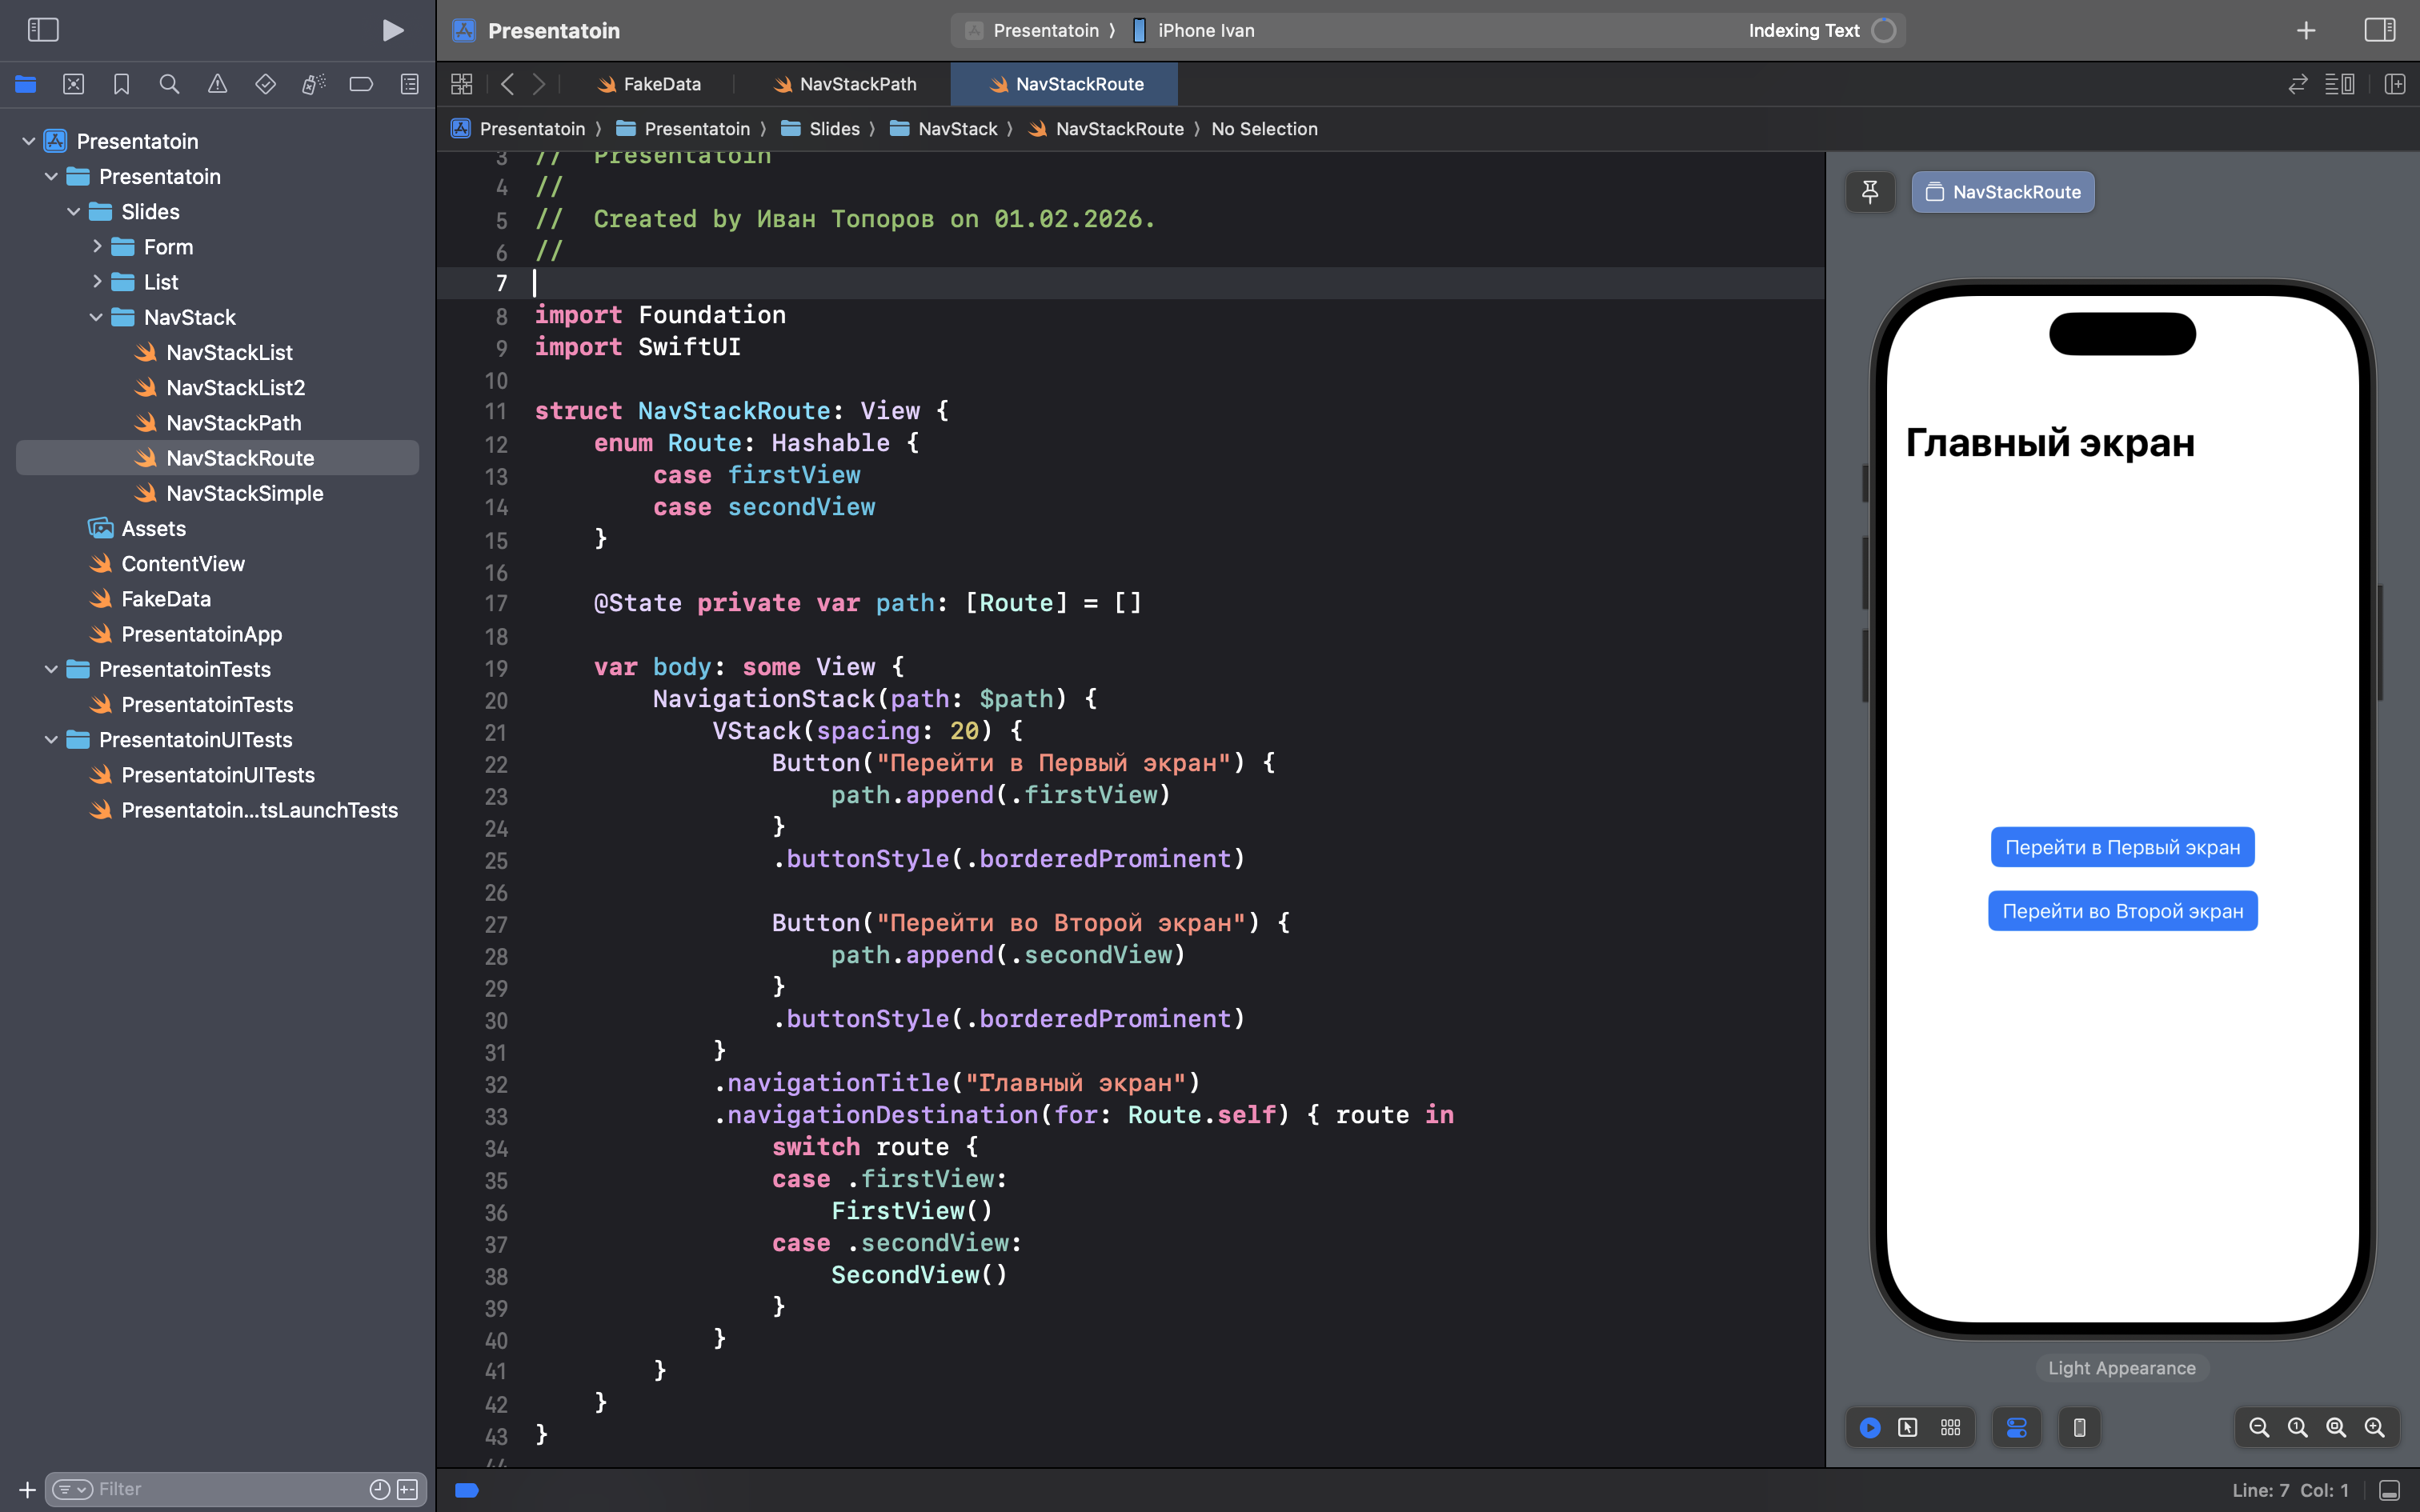 Presentatoin
Presentatoin ⟩ iPhone Ivan
Indexing Text
FakeData
NavStackPath
NavStackRoute
Presentatoin ⟩ Presentatoin ⟩ Slides ⟩ NavStack ⟩ NavStackRoute ⟩ No Selection
Presentatoin
Presentatoin
Slides
Form
List
NavStack
NavStackList
NavStackList2
NavStackPath
NavStackRoute
NavStackSimple
Assets
ContentView
FakeData
PresentatoinApp
PresentatoinTests
PresentatoinTests
PresentatoinUITests
PresentatoinUITests
Presentatoin...tsLaunchTests
Filter
3 //  Presentatoin
4 //
5 //  Created by Иван Топоров on 01.02.2026.
6 //
7
8 import Foundation
9 import SwiftUI
10
11 struct NavStackRoute: View {
12     enum Route: Hashable {
13         case firstView
14         case secondView
15     }
16
17     @State private var path: [Route] = []
18
19     var body: some View {
20         NavigationStack(path: $path) {
21             VStack(spacing: 20) {
22                 Button("Перейти в Первый экран") {
23                     path.append(.firstView)
24                 }
25                 .buttonStyle(.borderedProminent)
26
27                 Button("Перейти во Второй экран") {
28                     path.append(.secondView)
29                 }
30                 .buttonStyle(.borderedProminent)
31             }
32             .navigationTitle("Главный экран")
33             .navigationDestination(for: Route.self) { route in
34                 switch route {
35                 case .firstView:
36                     FirstView()
37                 case .secondView:
38                     SecondView()
39                 }
40             }
41         }
42     }
43 }
44
NavStackRoute
Главный экран
Перейти в Первый экран
Перейти во Второй экран
Light Appearance
Line: 7 Col: 1